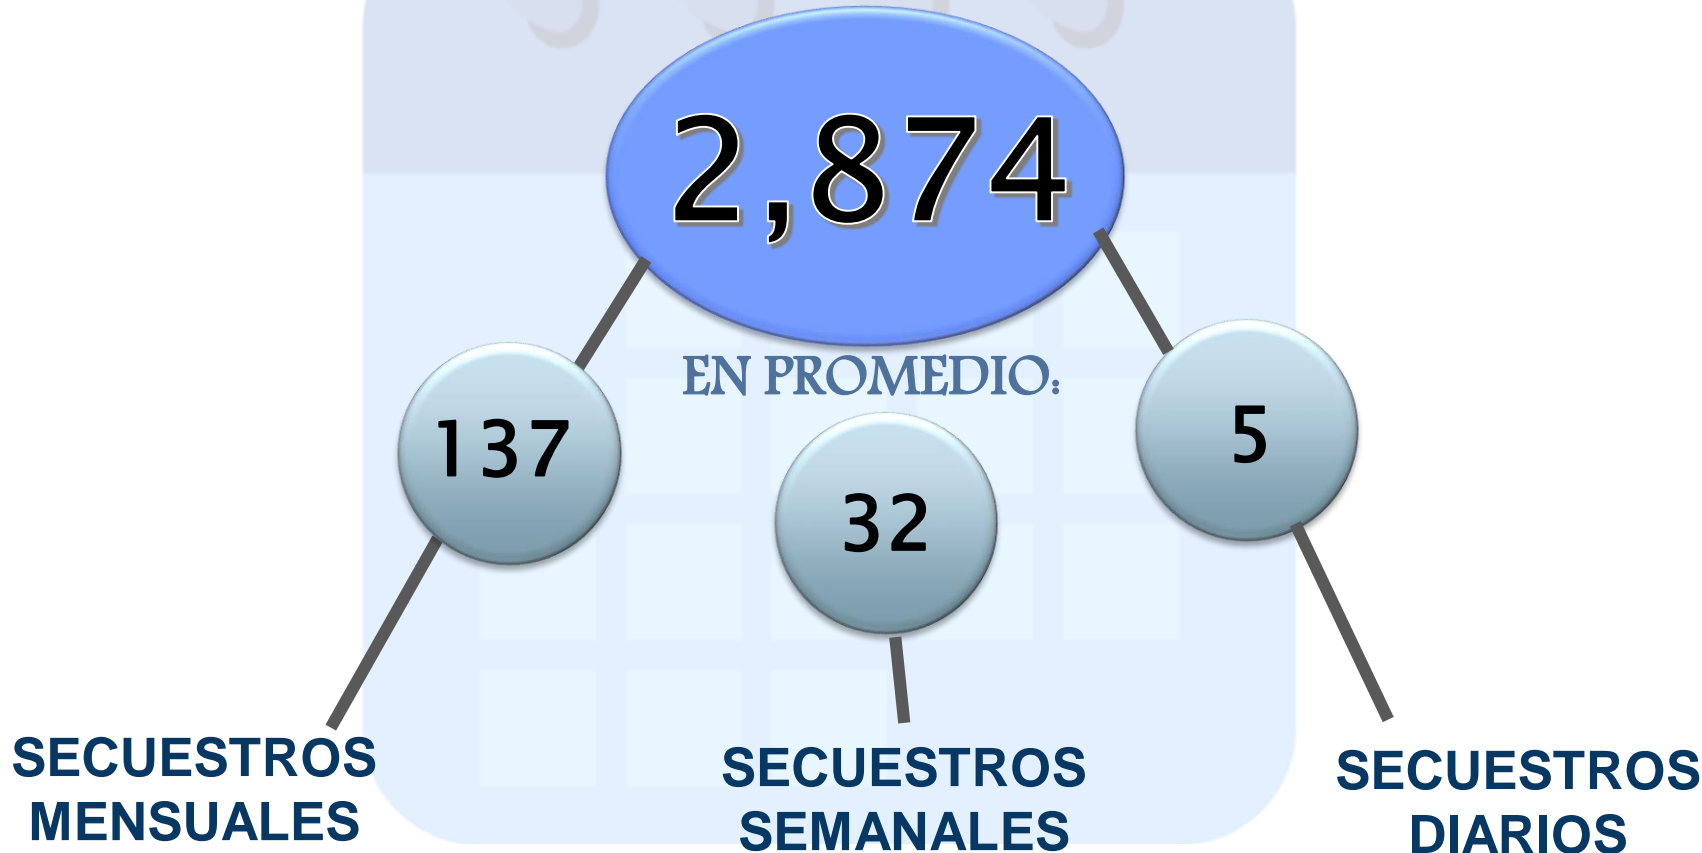 2,874
EN PROMEDIO:
137
32
5
SECUESTROS
MENSUALES
SECUESTROS
SEMANALES
SECUESTROS
DIARIOS